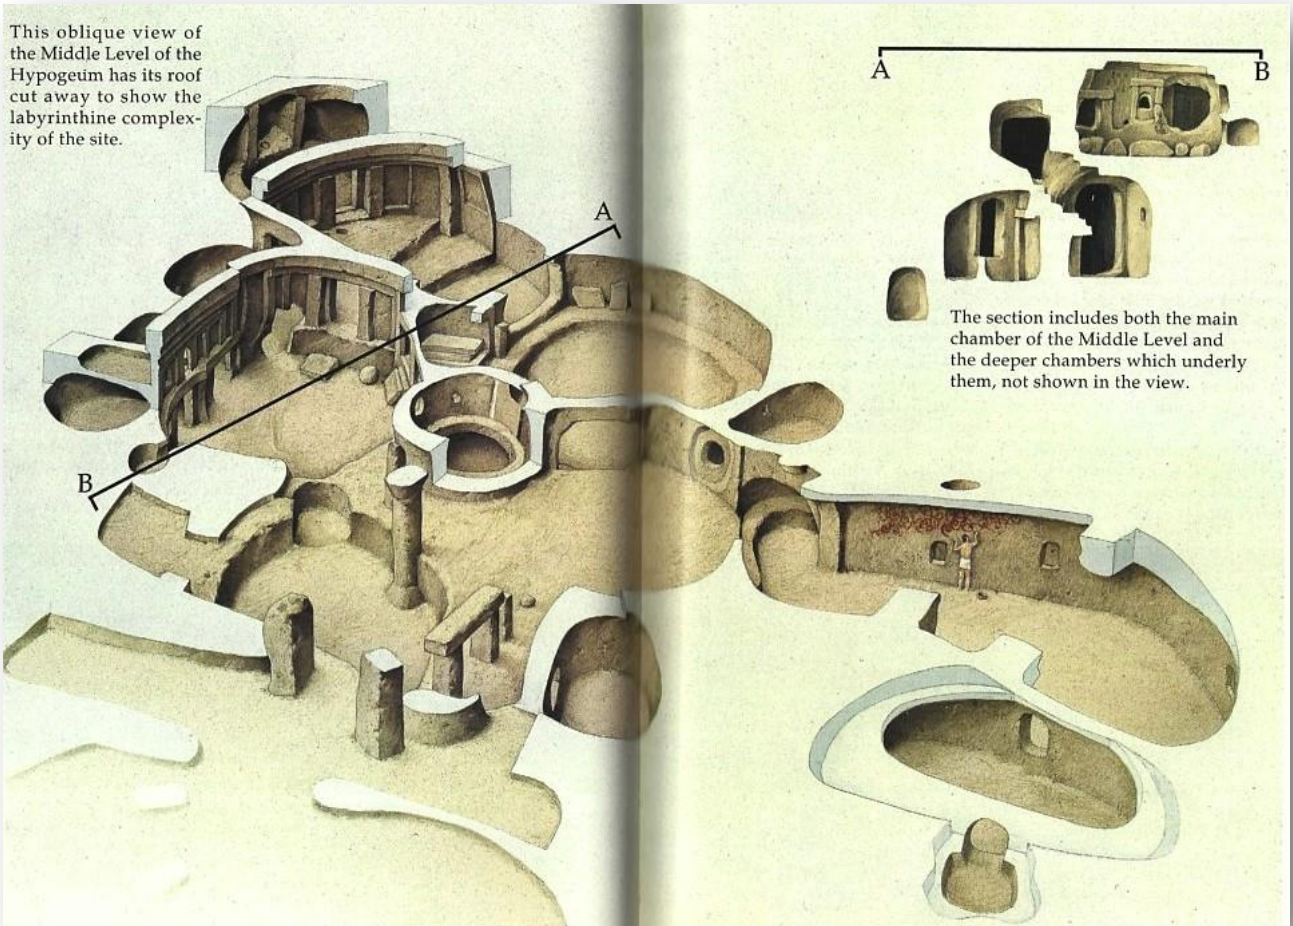 This oblique view of
the Middle Level of the
Hypogeum has its roof
cut away to show the
labyrinthine complex-
ity of the site.
A
B
A
B
The section includes both the main
chamber of the Middle Level and
the deeper chambers which underly
them, not shown in the view.